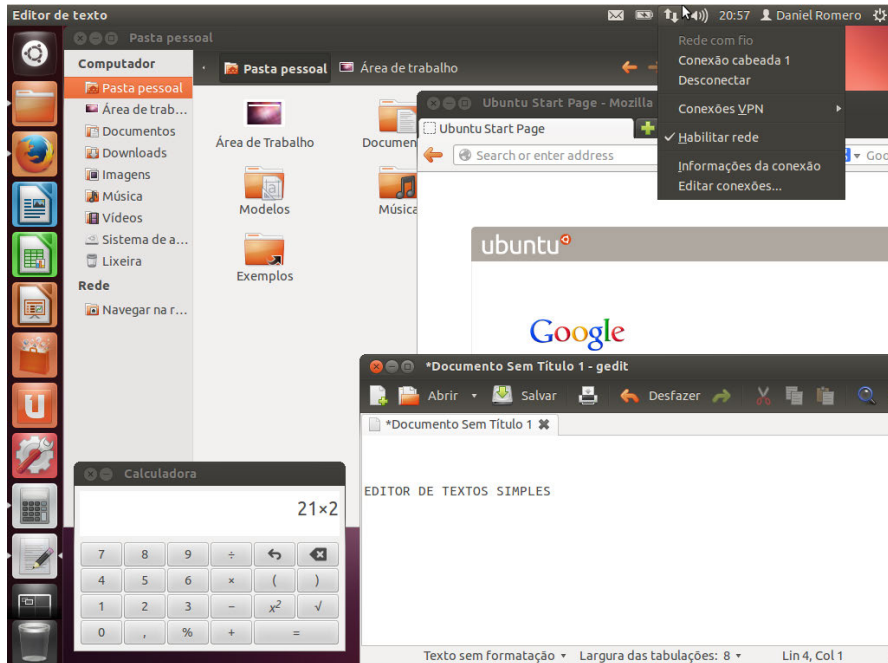 Editor de texto
20:57 Daniel Romero
Pasta pessoal
Computador
Pasta pessoal
Área de trab...
Documentos
Downloads
Imagens
Música
Vídeos
Sistema de a...
Lixeira
Rede
Navegar na r...
Pasta pessoal Área de trabalho
Área de Trabalho
Documen
Modelos
Música
Exemplos
Rede com fio
Conexão cabeada 1
Desconectar
Conexões VPN
Habilitar rede
Informações da conexão
Editar conexões...
Ubuntu Start Page - Mozilla
Ubuntu Start Page
Search or enter address
Goo
ubuntu
Google
*Documento Sem Título 1 - gedit
Abrir Salvar Desfazer
*Documento Sem Título 1
EDITOR DE TEXTOS SIMPLES
Texto sem formatação Largura das tabulações: 8 Lin 4, Col 1
Calculadora
21×2
7 8 9 ÷
4 5 6 × ( )
1 2 3 − x² √
0 , % + =